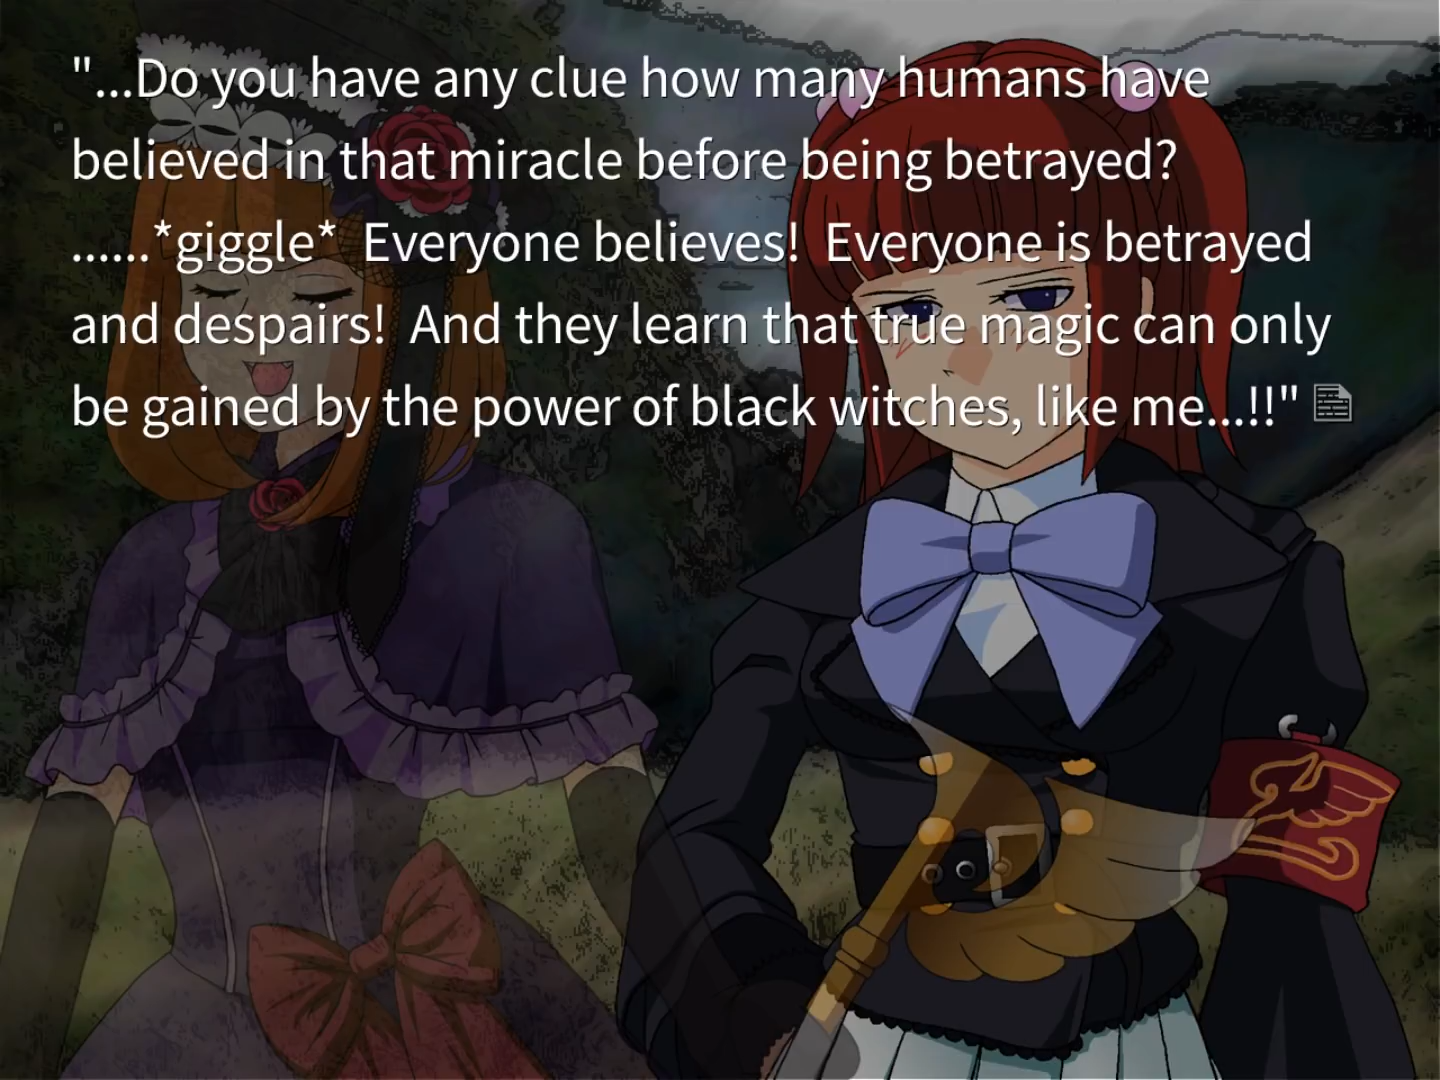 "...Do you have any clue how many humans have
believed in that miracle before being betrayed?
......*giggle*  Everyone believes!  Everyone is betrayed
and despairs!  And they learn that true magic can only
be gained by the power of black witches, like me...!!"